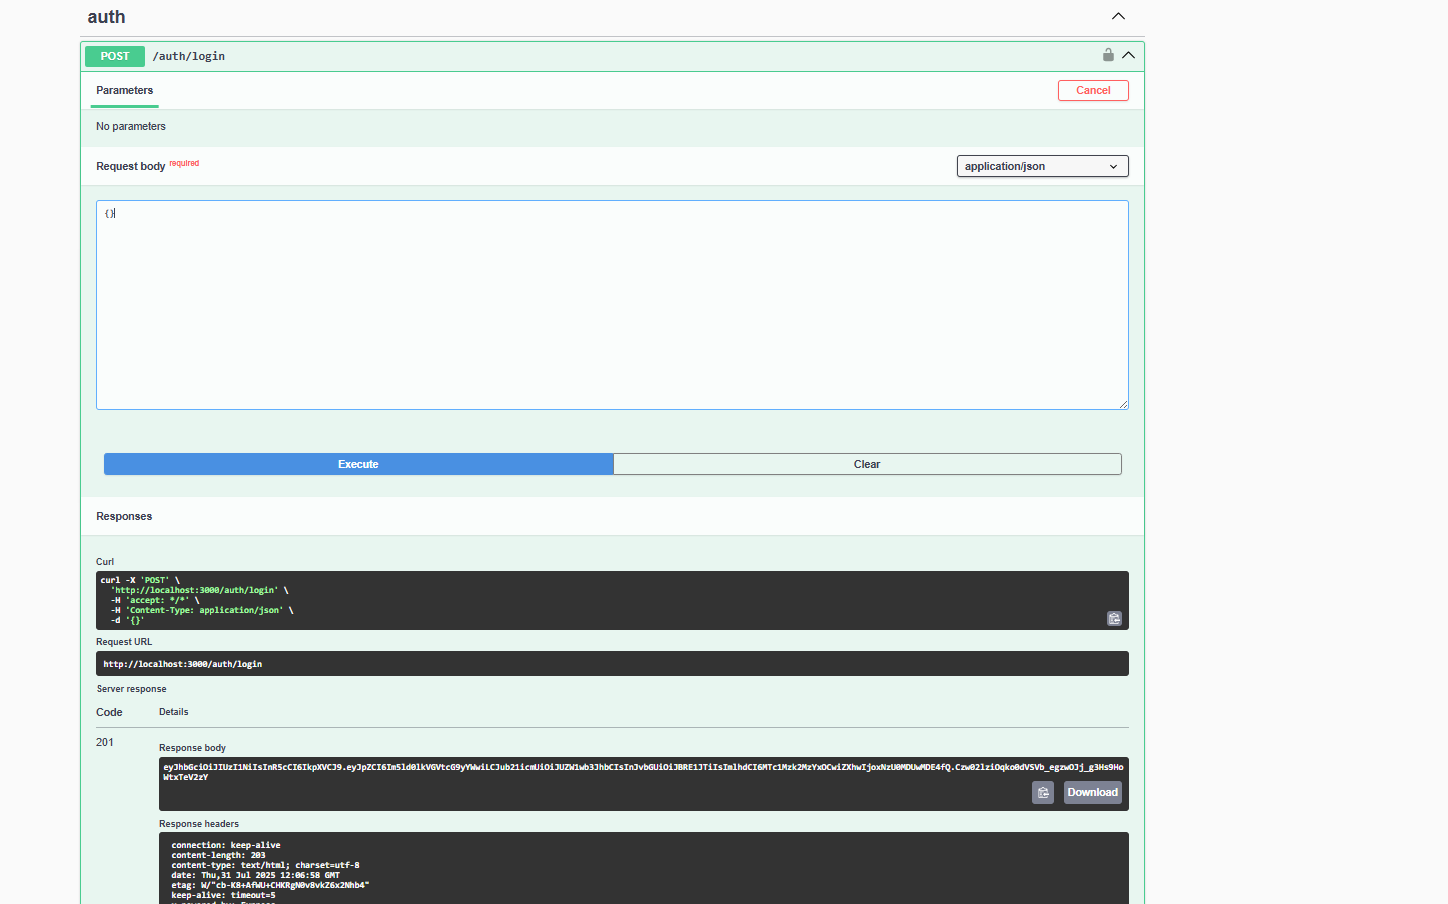 auth
POST /auth/login
Parameters
Cancel
No parameters
Request body required
application/json
{}
Execute
Clear
Responses
Curl
curl -X 'POST' \
'http://localhost:3000/auth/login' \
-H 'accept: */*' \
-H 'Content-Type: application/json' \
-d '{}'
Request URL
http://localhost:3000/auth/login
Server response
Code Details
201
Response body
Download
Response headers
connection: keep-alive
content-length: 203
content-type: text/html; charset=utf-8
date: Thu,31 Jul 2025 12:06:58 GMT
etag: W/"cb-K8+AfWU+CHKRgN0v8vkZ6x2Nhb4"
keep-alive: timeout=5